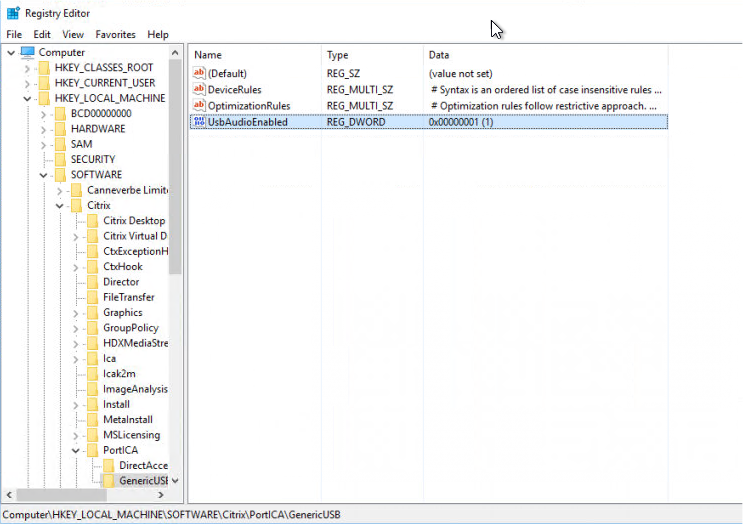 Registry Editor
File Edit View Favorites Help
Computer
HKEY_CLASSES_ROOT
HKEY_CURRENT_USER
HKEY_LOCAL_MACHINE
BCD00000000
HARDWARE
SAM
SECURITY
SOFTWARE
Canneverbe Limit
Citrix
Citrix Desktop
Citrix Virtual D
CtxExceptionH
CtxHook
Director
FileTransfer
Graphics
GroupPolicy
HDXMediaStre
Ica
Icak2m
ImageAnalysis
Install
MetaInstall
MSLicensing
PortICA
DirectAcce
GenericUSB
Name Type Data
(Default) REG_SZ (value not set)
DeviceRules REG_MULTI_SZ # Syntax is an ordered list of case insensitive rules ...
OptimizationRules REG_MULTI_SZ # Optimization rules follow restrictive approach. ...
UsbAudioEnabled REG_DWORD 0x00000001 (1)
Computer\HKEY_LOCAL_MACHINE\SOFTWARE\Citrix\PortICA\GenericUSB